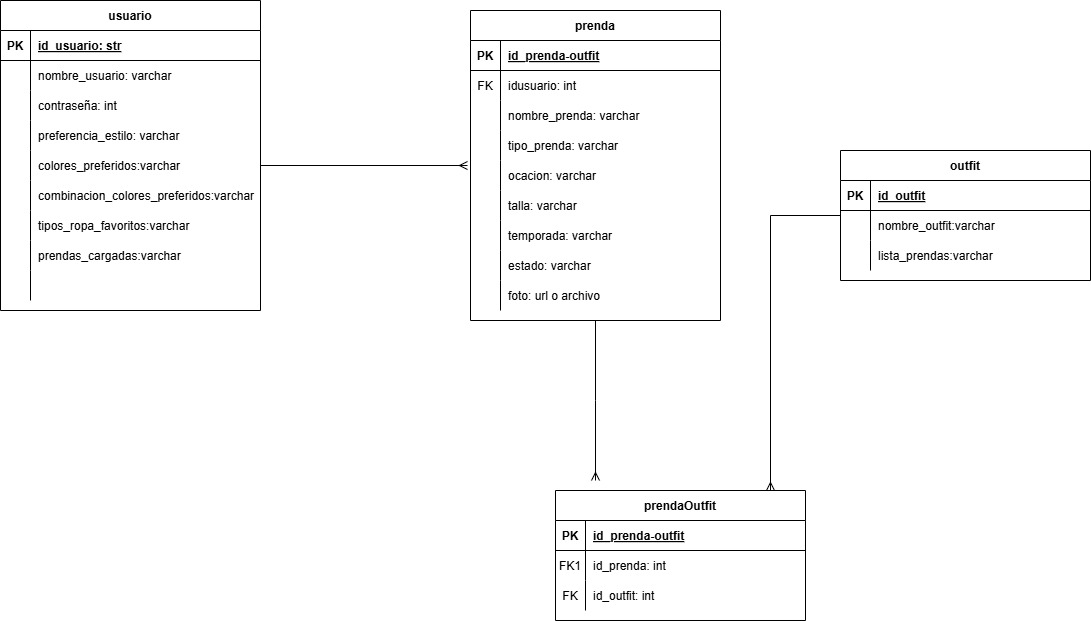 usuario
PK id_usuario: str
nombre_usuario: varchar
contraseña: int
preferencia_estilo: varchar
colores_preferidos:varchar
combinacion_colores_preferidos:varchar
tipos_ropa_favoritos:varchar
prendas_cargadas:varchar
prenda
PK id_prenda-outfit
FK idusuario: int
nombre_prenda: varchar
tipo_prenda: varchar
ocacion: varchar
talla: varchar
temporada: varchar
estado: varchar
foto: url o archivo
outfit
PK id_outfit
nombre_outfit:varchar
lista_prendas:varchar
prendaOutfit
PK id_prenda-outfit
FK1 id_prenda: int
FK id_outfit: int